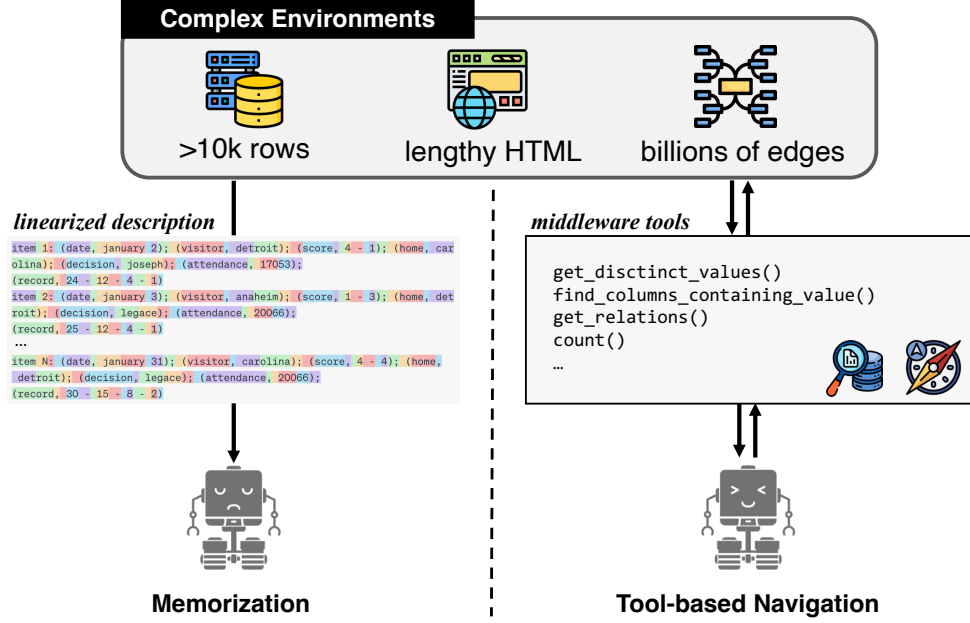 Complex Environments
>10k rows
lengthy HTML
billions of edges
linearized description
item 1: (date, january 2); (visitor, detroit); (score, 4 - 1); (home, car
olina); (decision, joseph); (attendance, 17053);
(record, 24 - 12 - 4 - 1)
item 2: (date, january 3); (visitor, anaheim); (score, 1 - 3); (home, det
roit); (decision, legace); (attendance, 20066);
(record, 25 - 12 - 4 - 1)
...
item N: (date, january 31); (visitor, carolina); (score, 4 - 4); (home,
detroit); (decision, legace); (attendance, 20066);
(record, 30 - 15 - 8 - 2)
middleware tools
get_disctinct_values()
find_columns_containing_value()
get_relations()
count()
…
Memorization
Tool-based Navigation